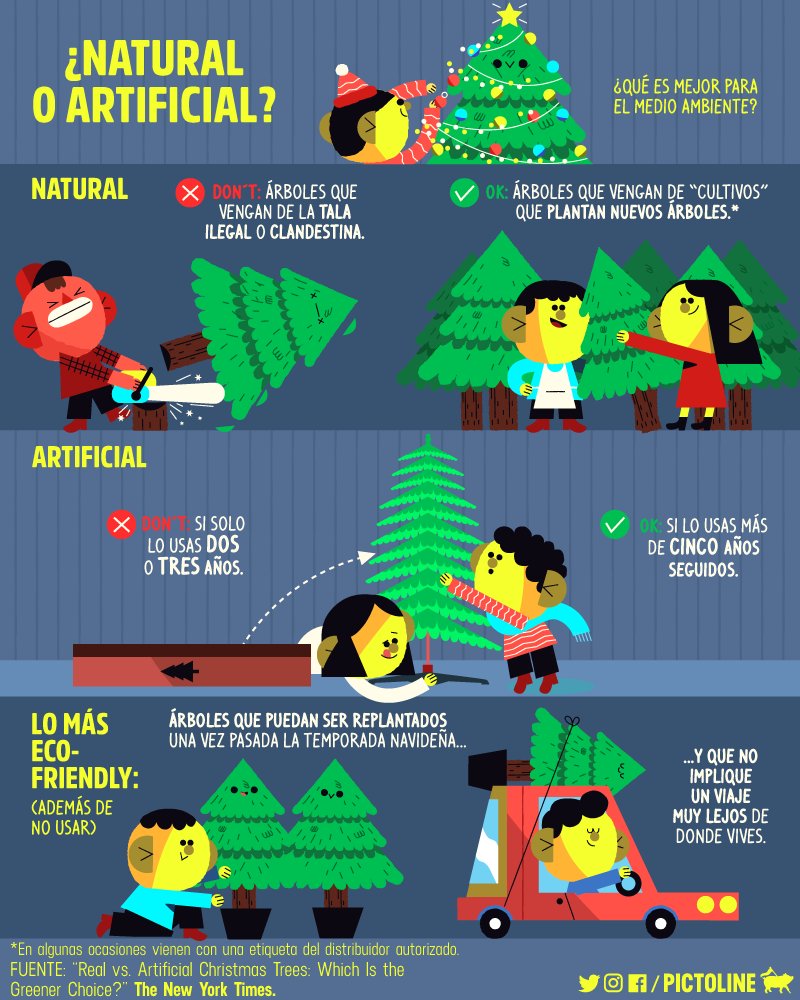 ¿NATURAL
O ARTIFICIAL?
¿QUÉ ES MEJOR PARA
EL MEDIO AMBIENTE?
NATURAL
DON´T: ÁRBOLES QUE
VENGAN DE LA TALA
ILEGAL O CLANDESTINA.
OK: ÁRBOLES QUE VENGAN DE "CULTIVOS"
QUE PLANTAN NUEVOS ÁRBOLES.*
ARTIFICIAL
DON´T: SI SOLO
LO USAS DOS
O TRES AÑOS.
OK: SI LO USAS MÁS
DE CINCO AÑOS
SEGUIDOS.
LO MÁS
ECO-
FRIENDLY:
(ADEMÁS DE
NO USAR)
ÁRBOLES QUE PUEDAN SER REPLANTADOS
UNA VEZ PASADA LA TEMPORADA NAVIDEÑA...
...Y QUE NO
IMPLIQUE
UN VIAJE
MUY LEJOS DE
DONDE VIVES.
*En algunas ocasiones vienen con una etiqueta del distribuidor autorizado.
FUENTE: "Real vs. Artificial Christmas Trees: Which Is the
Greener Choice?" The New York Times.
/ PICTOLINE